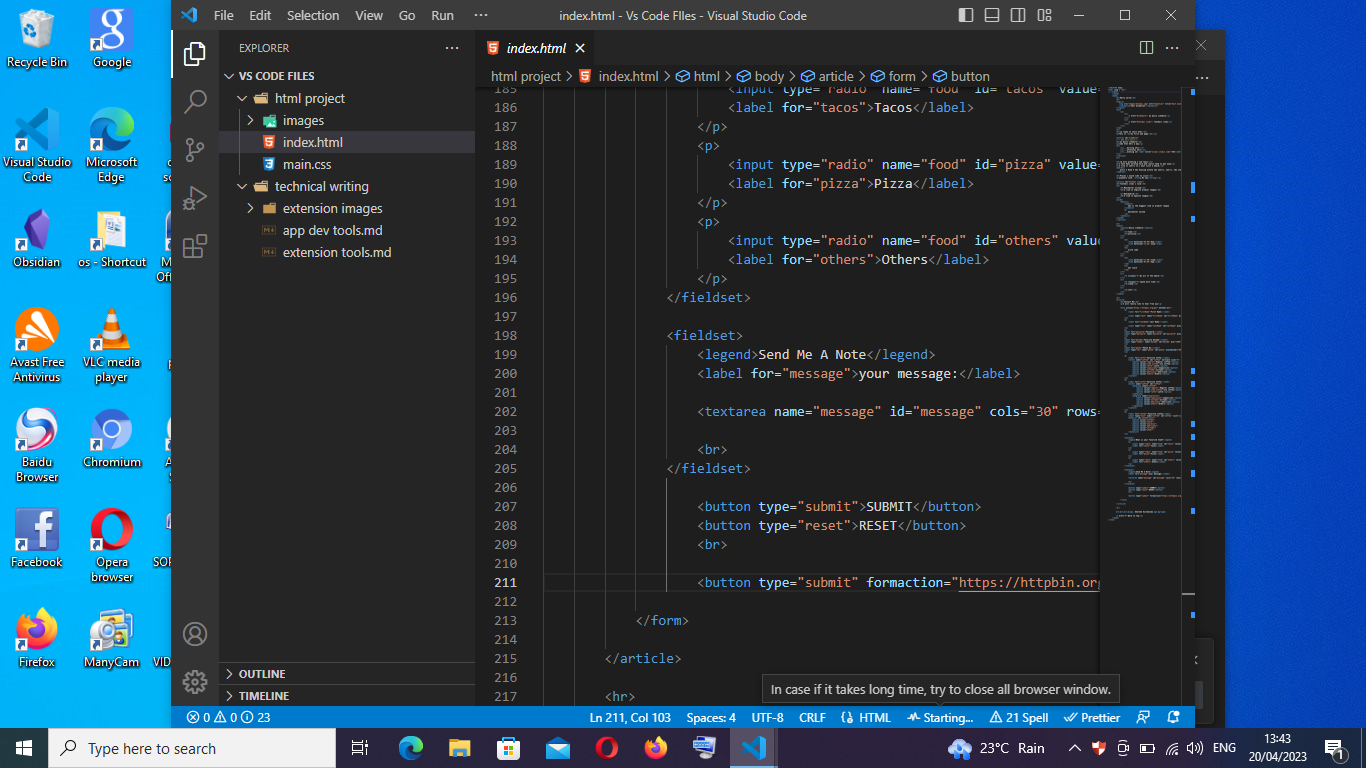 File Edit Selection View Go Run ···
index.html - Vs Code FIles - Visual Studio Code
Recycle Bin
Google
Visual Studio Code
Microsoft Edge
Obsidian
os - Shortcut
Avast Free Antivirus
VLC media player
Baidu Browser
Chromium
Facebook
Opera browser
Firefox
ManyCam
EXPLORER
VS CODE FILES
html project
images
index.html
main.css
technical writing
extension images
app dev tools.md
extension tools.md
OUTLINE
TIMELINE
index.html
html project > index.html > html > body > article > form > button
185 <input type="radio" name="food" id="tacos" value=
186 <label for="tacos">Tacos</label>
187 </p>
188 <p>
189 <input type="radio" name="food" id="pizza" value=
190 <label for="pizza">Pizza</label>
191 </p>
192 <p>
193 <input type="radio" name="food" id="others" valu
194 <label for="others">Others</label>
195 </p>
196 </fieldset>
197
198 <fieldset>
199 <legend>Send Me A Note</legend>
200 <label for="message">your message:</label>
201
202 <textarea name="message" id="message" cols="30" rows=
203
204 <br>
205 </fieldset>
206
207 <button type="submit">SUBMIT</button>
208 <button type="reset">RESET</button>
209 <br>
210
211 <button type="submit" formaction="https://httpbin.org
212
213 </form>
214
215 </article>
216
217 <hr>
In case if it takes long time, try to close all browser window.
0 0 23
Ln 211, Col 103 Spaces: 4 UTF-8 CRLF HTML Starting... 21 Spell Prettier
Type here to search
23°C Rain
ENG
13:43
20/04/2023
1